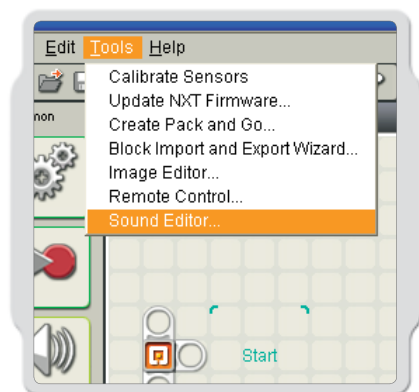 Edit Tools Help
Calibrate Sensors
Update NXT Firmware...
Create Pack and Go...
Block Import and Export Wizard...
Image Editor...
Remote Control...
Sound Editor...
Start